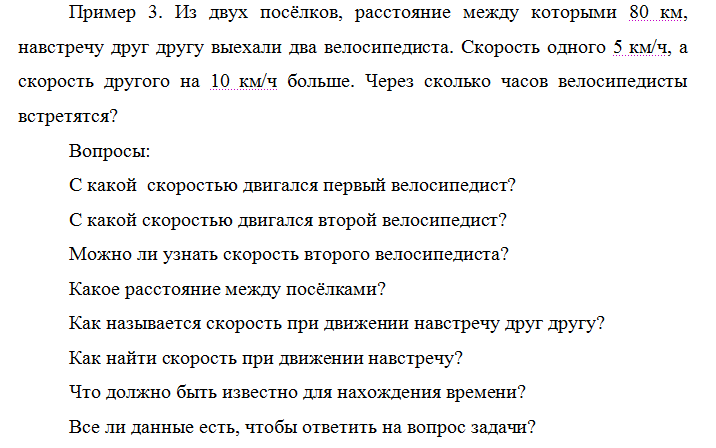 Пример 3. Из двух посёлков, расстояние между которыми 80 км,
навстречу друг другу выехали два велосипедиста. Скорость одного 5 км/ч, а
скорость другого на 10 км/ч больше. Через сколько часов велосипедисты
встретятся?
Вопросы:
С какой скоростью двигался первый велосипедист?
С какой скоростью двигался второй велосипедист?
Можно ли узнать скорость второго велосипедиста?
Какое расстояние между посёлками?
Как называется скорость при движении навстречу друг другу?
Как найти скорость при движении навстречу?
Что должно быть известно для нахождения времени?
Все ли данные есть, чтобы ответить на вопрос задачи?